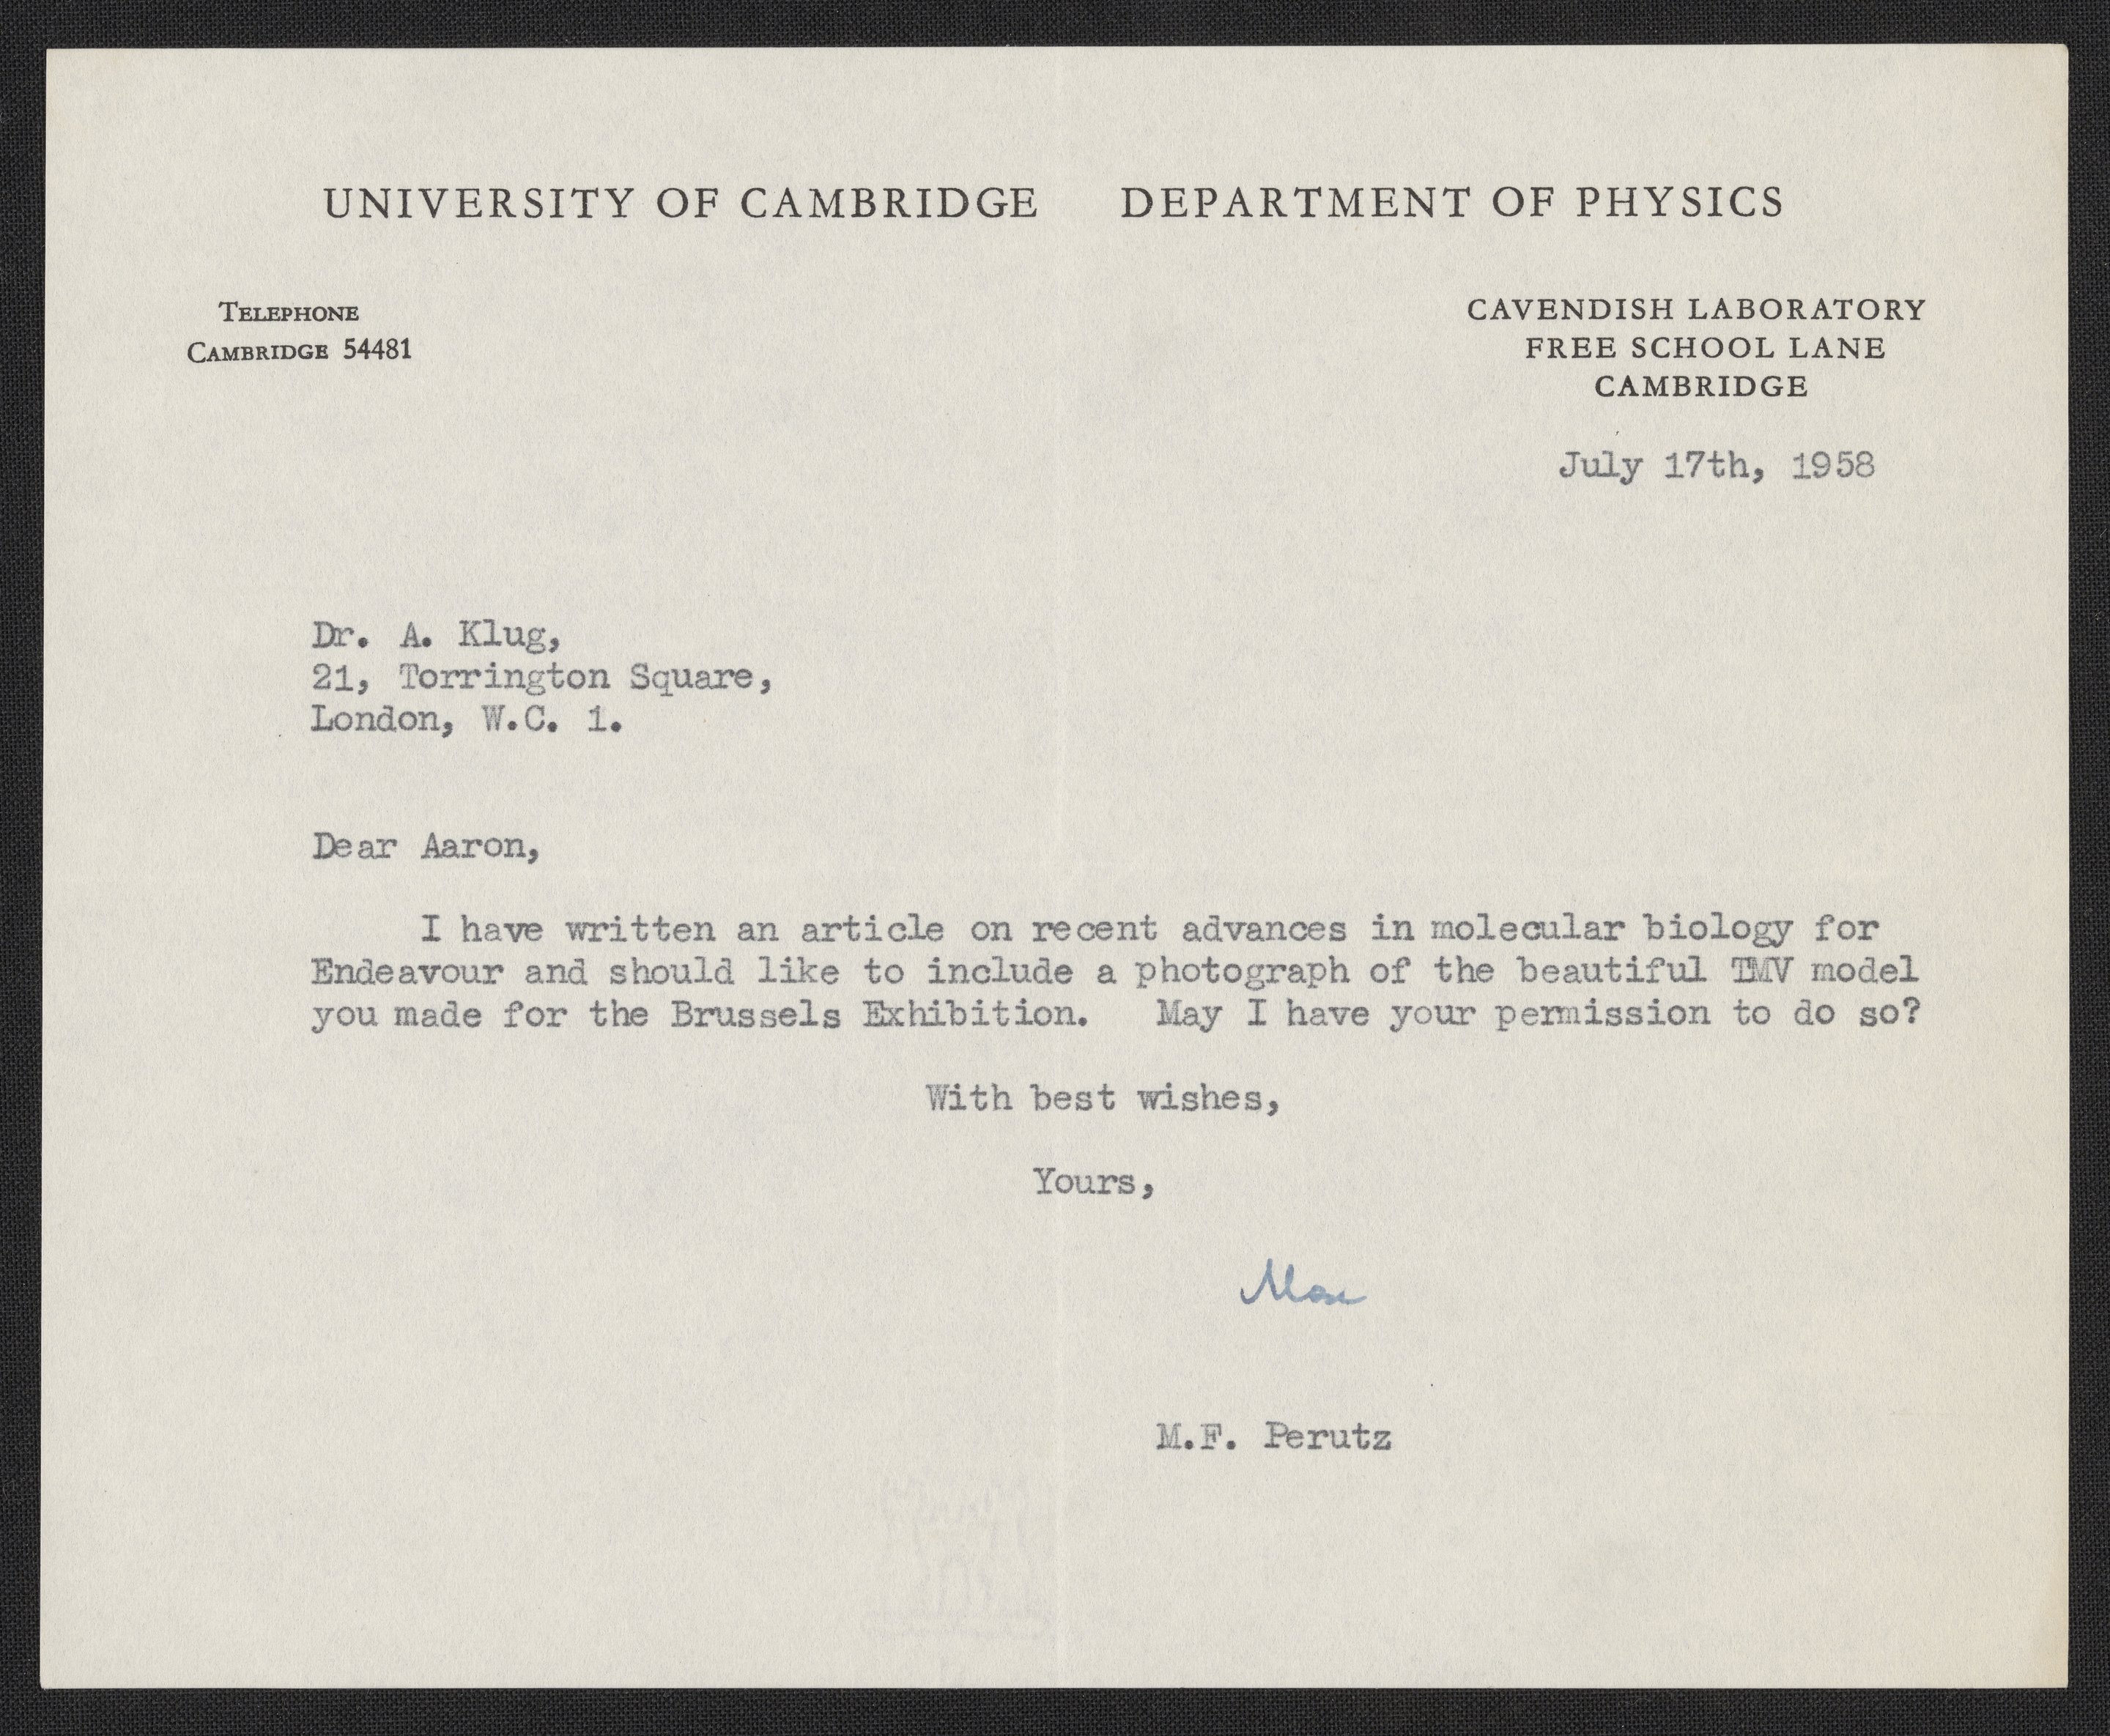 UNIVERSITY OF CAMBRIDGE DEPARTMENT OF PHYSICS
TELEPHONE
CAMBRIDGE 54481
CAVENDISH LABORATORY
FREE SCHOOL LANE
CAMBRIDGE
July 17th, 1958
Dr. A. Klug,
21, Torrington Square,
London, W.C. 1.
Dear Aaron,
I have written an article on recent advances in molecular biology for
Endeavour and should like to include a photograph of the beautiful TMV model
you made for the Brussels Exhibition. May I have your permission to do so?
With best wishes,
Yours,
Max
M.F. Perutz